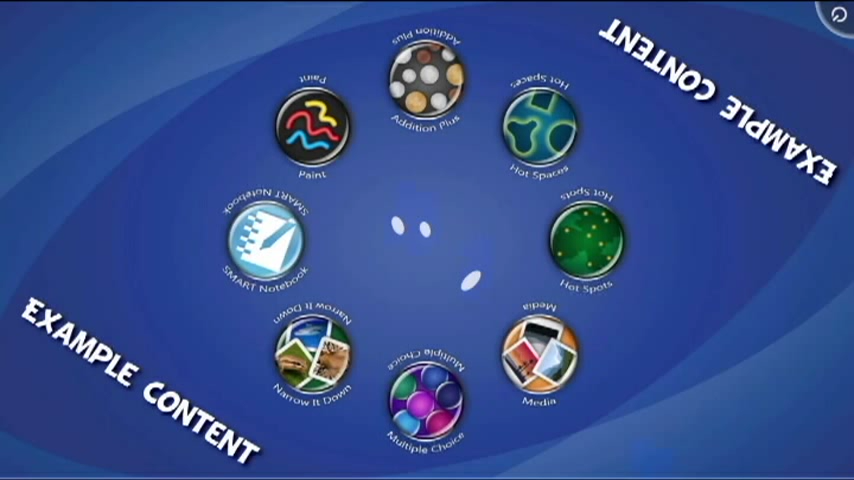 EXAMPLE CONTENT
Addition Plus
Addition Plus
Paint
Paint
Hot Spaces
Hot Spaces
SMART Notebook
SMART Notebook
Hot Spots
Hot Spots
Narrow It Down
Narrow It Down
Media
Media
Multiple Choice
Multiple Choice
EXAMPLE CONTENT